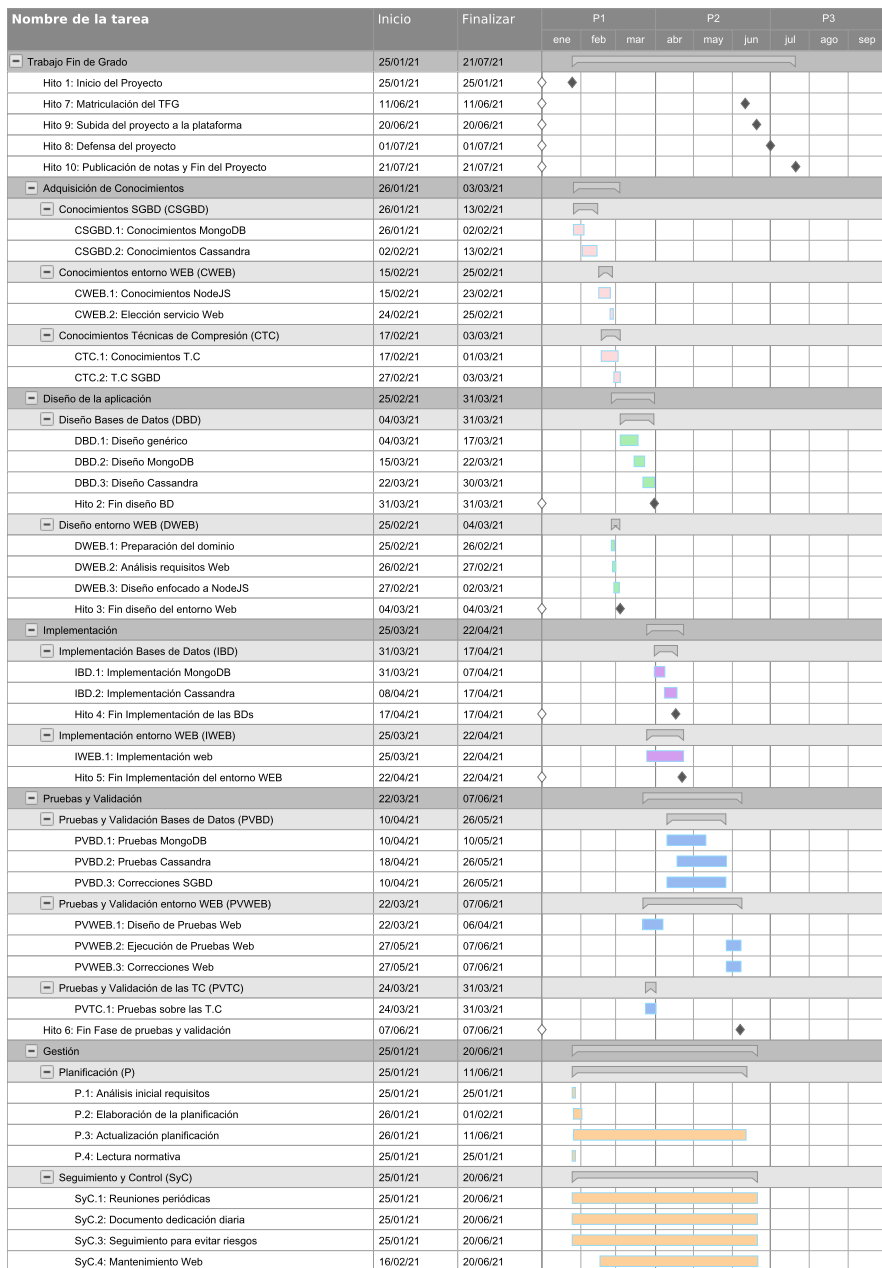 Nombre de la tarea Inicio Finalizar P1 P2 P3
ene feb mar abr may jun jul ago sep
Trabajo Fin de Grado 25/01/21 21/07/21
Hito 1: Inicio del Proyecto 25/01/21 25/01/21
Hito 7: Matriculación del TFG 11/06/21 11/06/21
Hito 9: Subida del proyecto a la plataforma 20/06/21 20/06/21
Hito 8: Defensa del proyecto 01/07/21 01/07/21
Hito 10: Publicación de notas y Fin del Proyecto 21/07/21 21/07/21
Adquisición de Conocimientos 26/01/21 03/03/21
Conocimientos SGBD (CSGBD) 26/01/21 13/02/21
CSGBD.1: Conocimientos MongoDB 26/01/21 02/02/21
CSGBD.2: Conocimientos Cassandra 02/02/21 13/02/21
Conocimientos entorno WEB (CWEB) 15/02/21 25/02/21
CWEB.1: Conocimientos NodeJS 15/02/21 23/02/21
CWEB.2: Elección servicio Web 24/02/21 25/02/21
Conocimientos Técnicas de Compresión (CTC) 17/02/21 03/03/21
CTC.1: Conocimientos T.C 17/02/21 01/03/21
CTC.2: T.C SGBD 27/02/21 03/03/21
Diseño de la aplicación 25/02/21 31/03/21
Diseño Bases de Datos (DBD) 04/03/21 31/03/21
DBD.1: Diseño genérico 04/03/21 17/03/21
DBD.2: Diseño MongoDB 15/03/21 22/03/21
DBD.3: Diseño Cassandra 22/03/21 30/03/21
Hito 2: Fin diseño BD 31/03/21 31/03/21
Diseño entorno WEB (DWEB) 25/02/21 04/03/21
DWEB.1: Preparación del dominio 25/02/21 26/02/21
DWEB.2: Análisis requisitos Web 26/02/21 27/02/21
DWEB.3: Diseño enfocado a NodeJS 27/02/21 02/03/21
Hito 3: Fin diseño del entorno Web 04/03/21 04/03/21
Implementación 25/03/21 22/04/21
Implementación Bases de Datos (IBD) 31/03/21 17/04/21
IBD.1: Implementación MongoDB 31/03/21 07/04/21
IBD.2: Implementación Cassandra 08/04/21 17/04/21
Hito 4: Fin Implementación de las BDs 17/04/21 17/04/21
Implementación entorno WEB (IWEB) 25/03/21 22/04/21
IWEB.1: Implementación web 25/03/21 22/04/21
Hito 5: Fin Implementación del entorno WEB 22/04/21 22/04/21
Pruebas y Validación 22/03/21 07/06/21
Pruebas y Validación Bases de Datos (PVBD) 10/04/21 26/05/21
PVBD.1: Pruebas MongoDB 10/04/21 10/05/21
PVBD.2: Pruebas Cassandra 18/04/21 26/05/21
PVBD.3: Correcciones SGBD 10/04/21 26/05/21
Pruebas y Validación entorno WEB (PVWEB) 22/03/21 07/06/21
PVWEB.1: Diseño de Pruebas Web 22/03/21 06/04/21
PVWEB.2: Ejecución de Pruebas Web 27/05/21 07/06/21
PVWEB.3: Correcciones Web 27/05/21 07/06/21
Pruebas y Validación de las TC (PVTC) 24/03/21 31/03/21
PVTC.1: Pruebas sobre las T.C 24/03/21 31/03/21
Hito 6: Fin Fase de pruebas y validación 07/06/21 07/06/21
Gestión 25/01/21 20/06/21
Planificación (P) 25/01/21 11/06/21
P.1: Análisis inicial requisitos 25/01/21 25/01/21
P.2: Elaboración de la planificación 26/01/21 01/02/21
P.3: Actualización planificación 26/01/21 11/06/21
P.4: Lectura normativa 25/01/21 25/01/21
Seguimiento y Control (SyC) 25/01/21 20/06/21
SyC.1: Reuniones periódicas 25/01/21 20/06/21
SyC.2: Documento dedicación diaria 25/01/21 20/06/21
SyC.3: Seguimiento para evitar riesgos 25/01/21 20/06/21
SyC.4: Mantenimiento Web 16/02/21 20/06/21